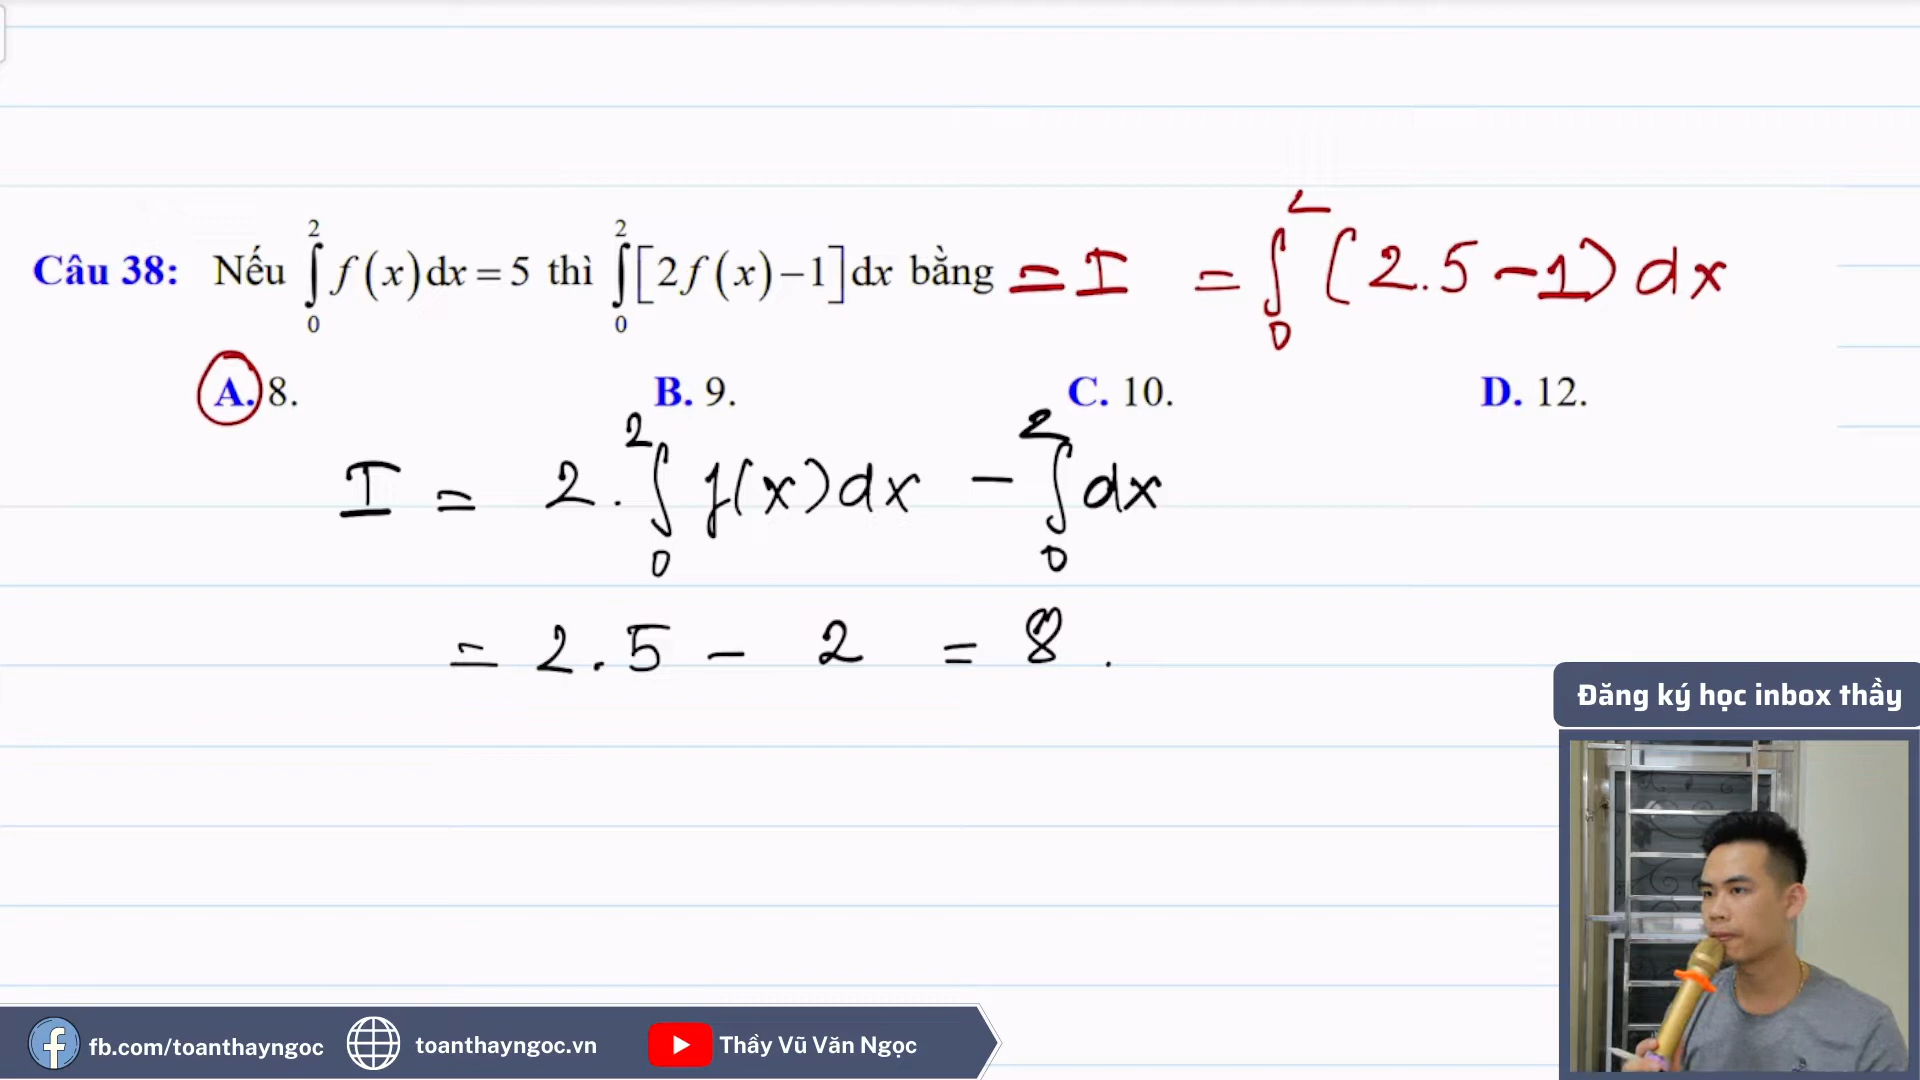 Câu 38: Nếu ∫₀² f(x)dx = 5 thì ∫₀² [2f(x)−1]dx bằng = I = ∫₀² (2.5 − 1) dx
A. 8. B. 9. C. 10. D. 12.
I = 2. ∫₀² f(x)dx − ∫₀² dx
= 2.5 − 2 = 8.
Đăng ký học inbox thầy
fb.com/toanthayngoc toanthayngoc.vn Thầy Vũ Văn Ngọc